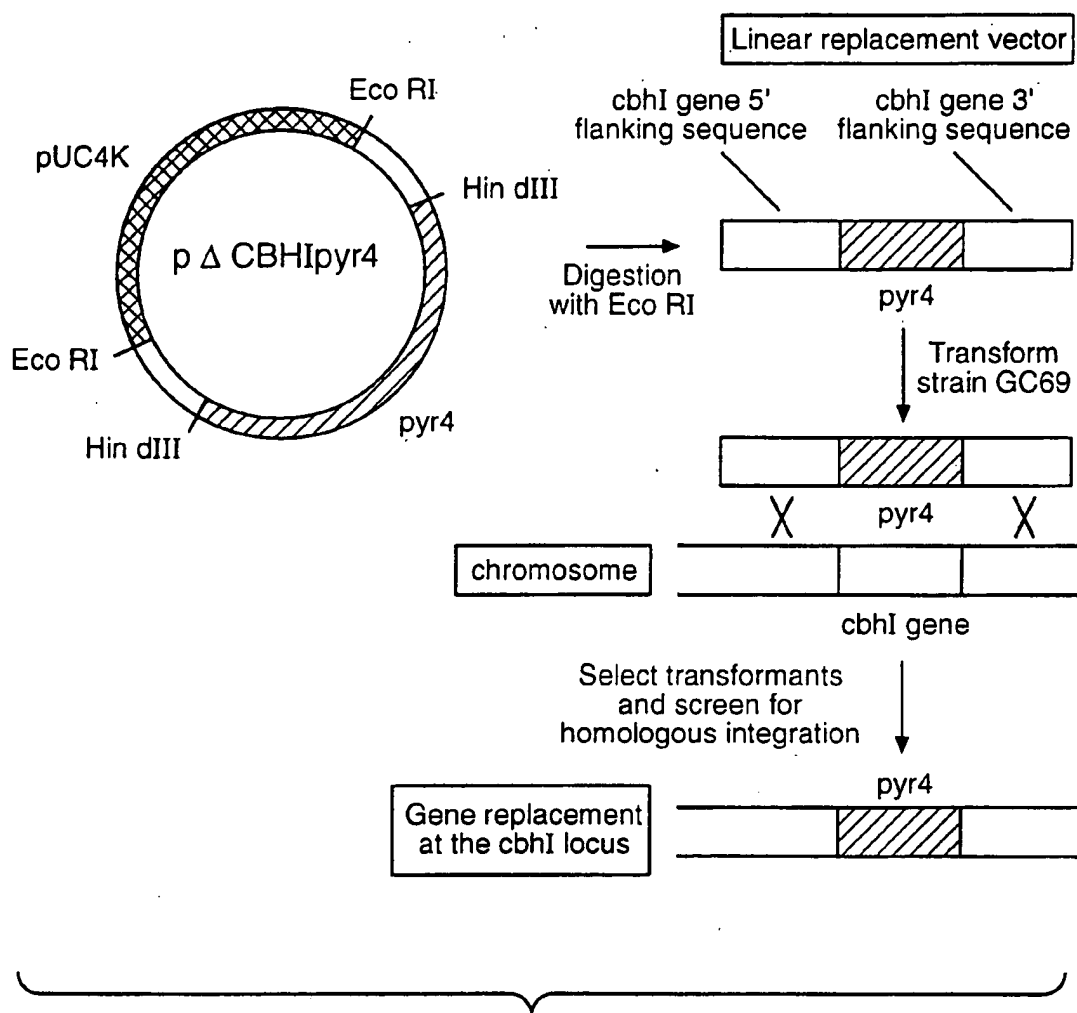 Eco RI
pUC4K
Hin dIII
p Δ CBHIpyr4
Eco RI
Hin dIII
pyr4
Digestion
with Eco RI
Linear replacement vector
cbhI gene 5'
flanking sequence
cbhI gene 3'
flanking sequence
pyr4
Transform
strain GC69
pyr4
chromosome
cbhI gene
Select transformants
and screen for
homologous integration
pyr4
Gene replacement
at the cbhI locus